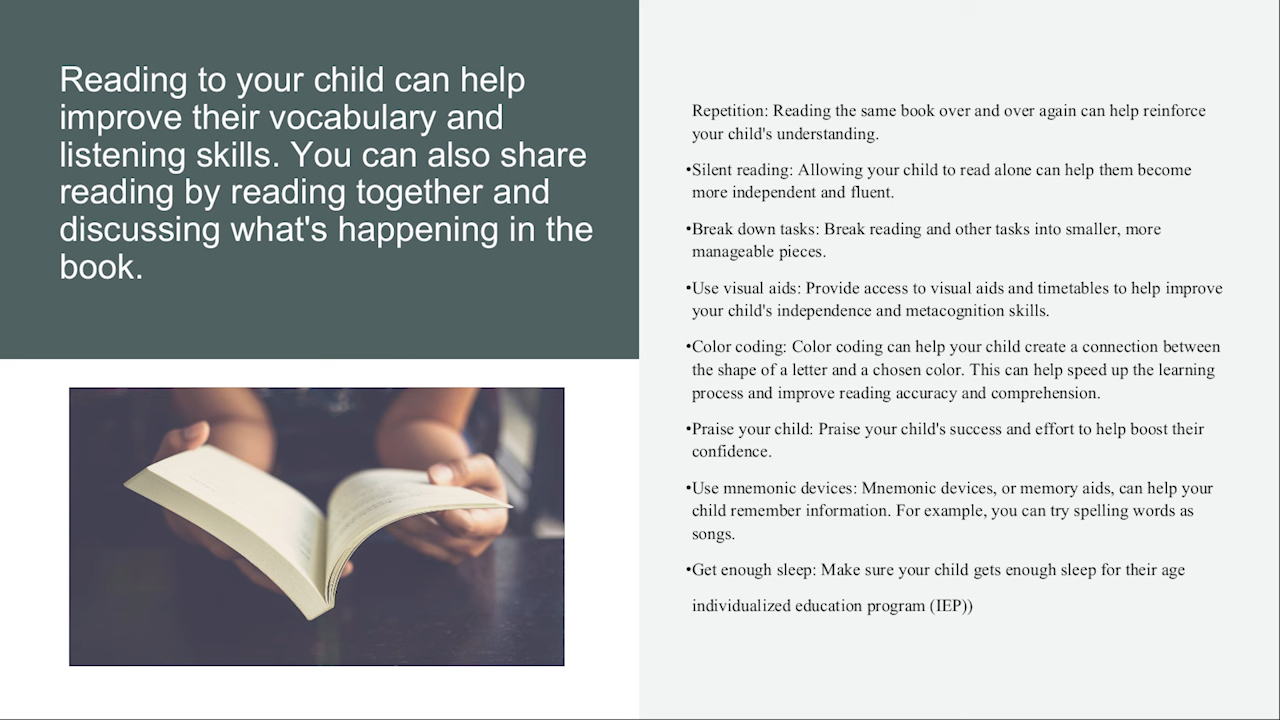 Reading to your child can help
improve their vocabulary and
listening skills. You can also share
reading by reading together and
discussing what's happening in the
book.
Repetition: Reading the same book over and over again can help reinforce
your child's understanding.
•Silent reading: Allowing your child to read alone can help them become
more independent and fluent.
•Break down tasks: Break reading and other tasks into smaller, more
manageable pieces.
•Use visual aids: Provide access to visual aids and timetables to help improve
your child's independence and metacognition skills.
•Color coding: Color coding can help your child create a connection between
the shape of a letter and a chosen color. This can help speed up the learning
process and improve reading accuracy and comprehension.
•Praise your child: Praise your child's success and effort to help boost their
confidence.
•Use mnemonic devices: Mnemonic devices, or memory aids, can help your
child remember information. For example, you can try spelling words as
songs.
•Get enough sleep: Make sure your child gets enough sleep for their age
individualized education program (IEP))